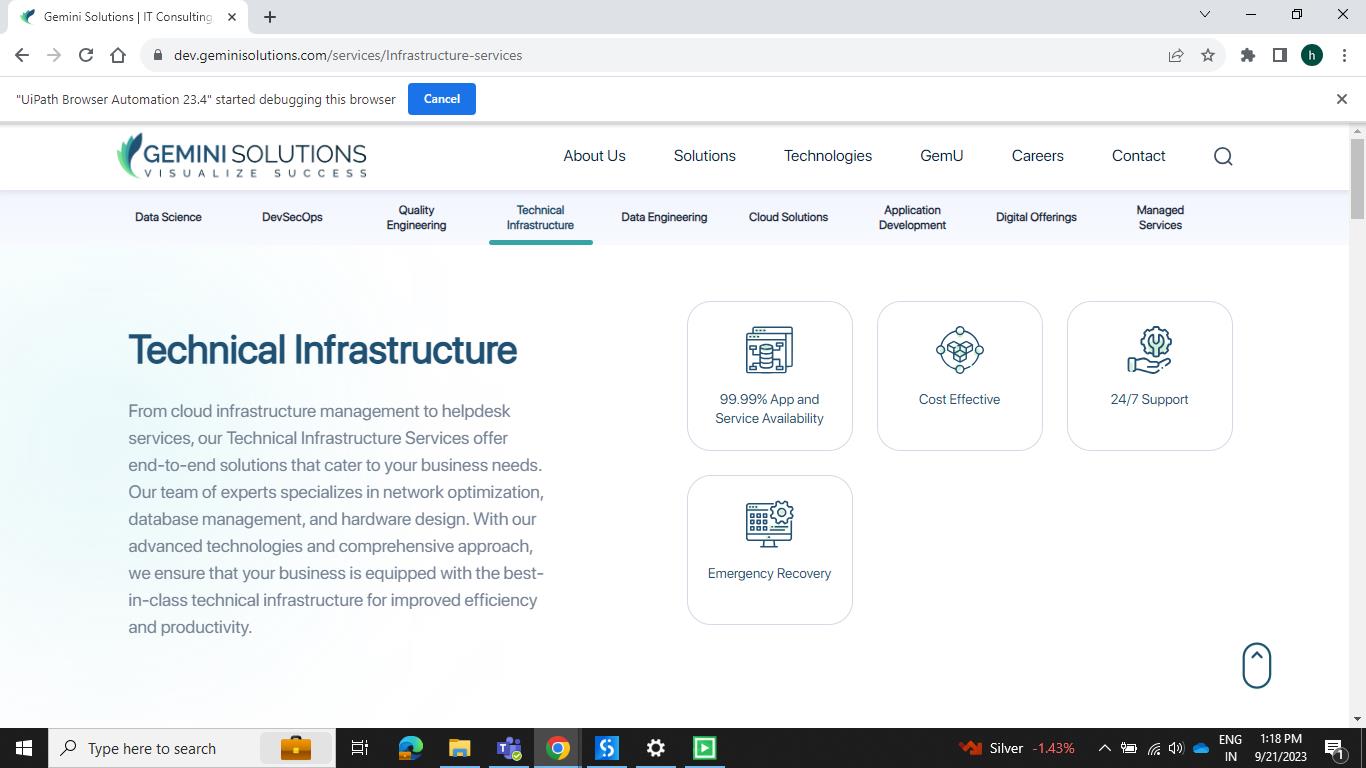 Gemini Solutions | IT Consulting
dev.geminisolutions.com/services/Infrastructure-services
h
"UiPath Browser Automation 23.4" started debugging this browser
Cancel
GEMINI SOLUTIONS
VISUALIZE SUCCESS
About Us
Solutions
Technologies
GemU
Careers
Contact
Data Science
DevSecOps
Quality
Engineering
Technical
Infrastructure
Data Engineering
Cloud Solutions
Application
Development
Digital Offerings
Managed
Services
Technical Infrastructure
From cloud infrastructure management to helpdesk
services, our Technical Infrastructure Services offer
end-to-end solutions that cater to your business needs.
Our team of experts specializes in network optimization,
database management, and hardware design. With our
advanced technologies and comprehensive approach,
we ensure that your business is equipped with the best-
in-class technical infrastructure for improved efficiency
and productivity.
99.99% App and
Service Availability
Cost Effective
24/7 Support
Emergency Recovery
Type here to search
Silver -1.43%
ENG
IN
1:18 PM
9/21/2023
1